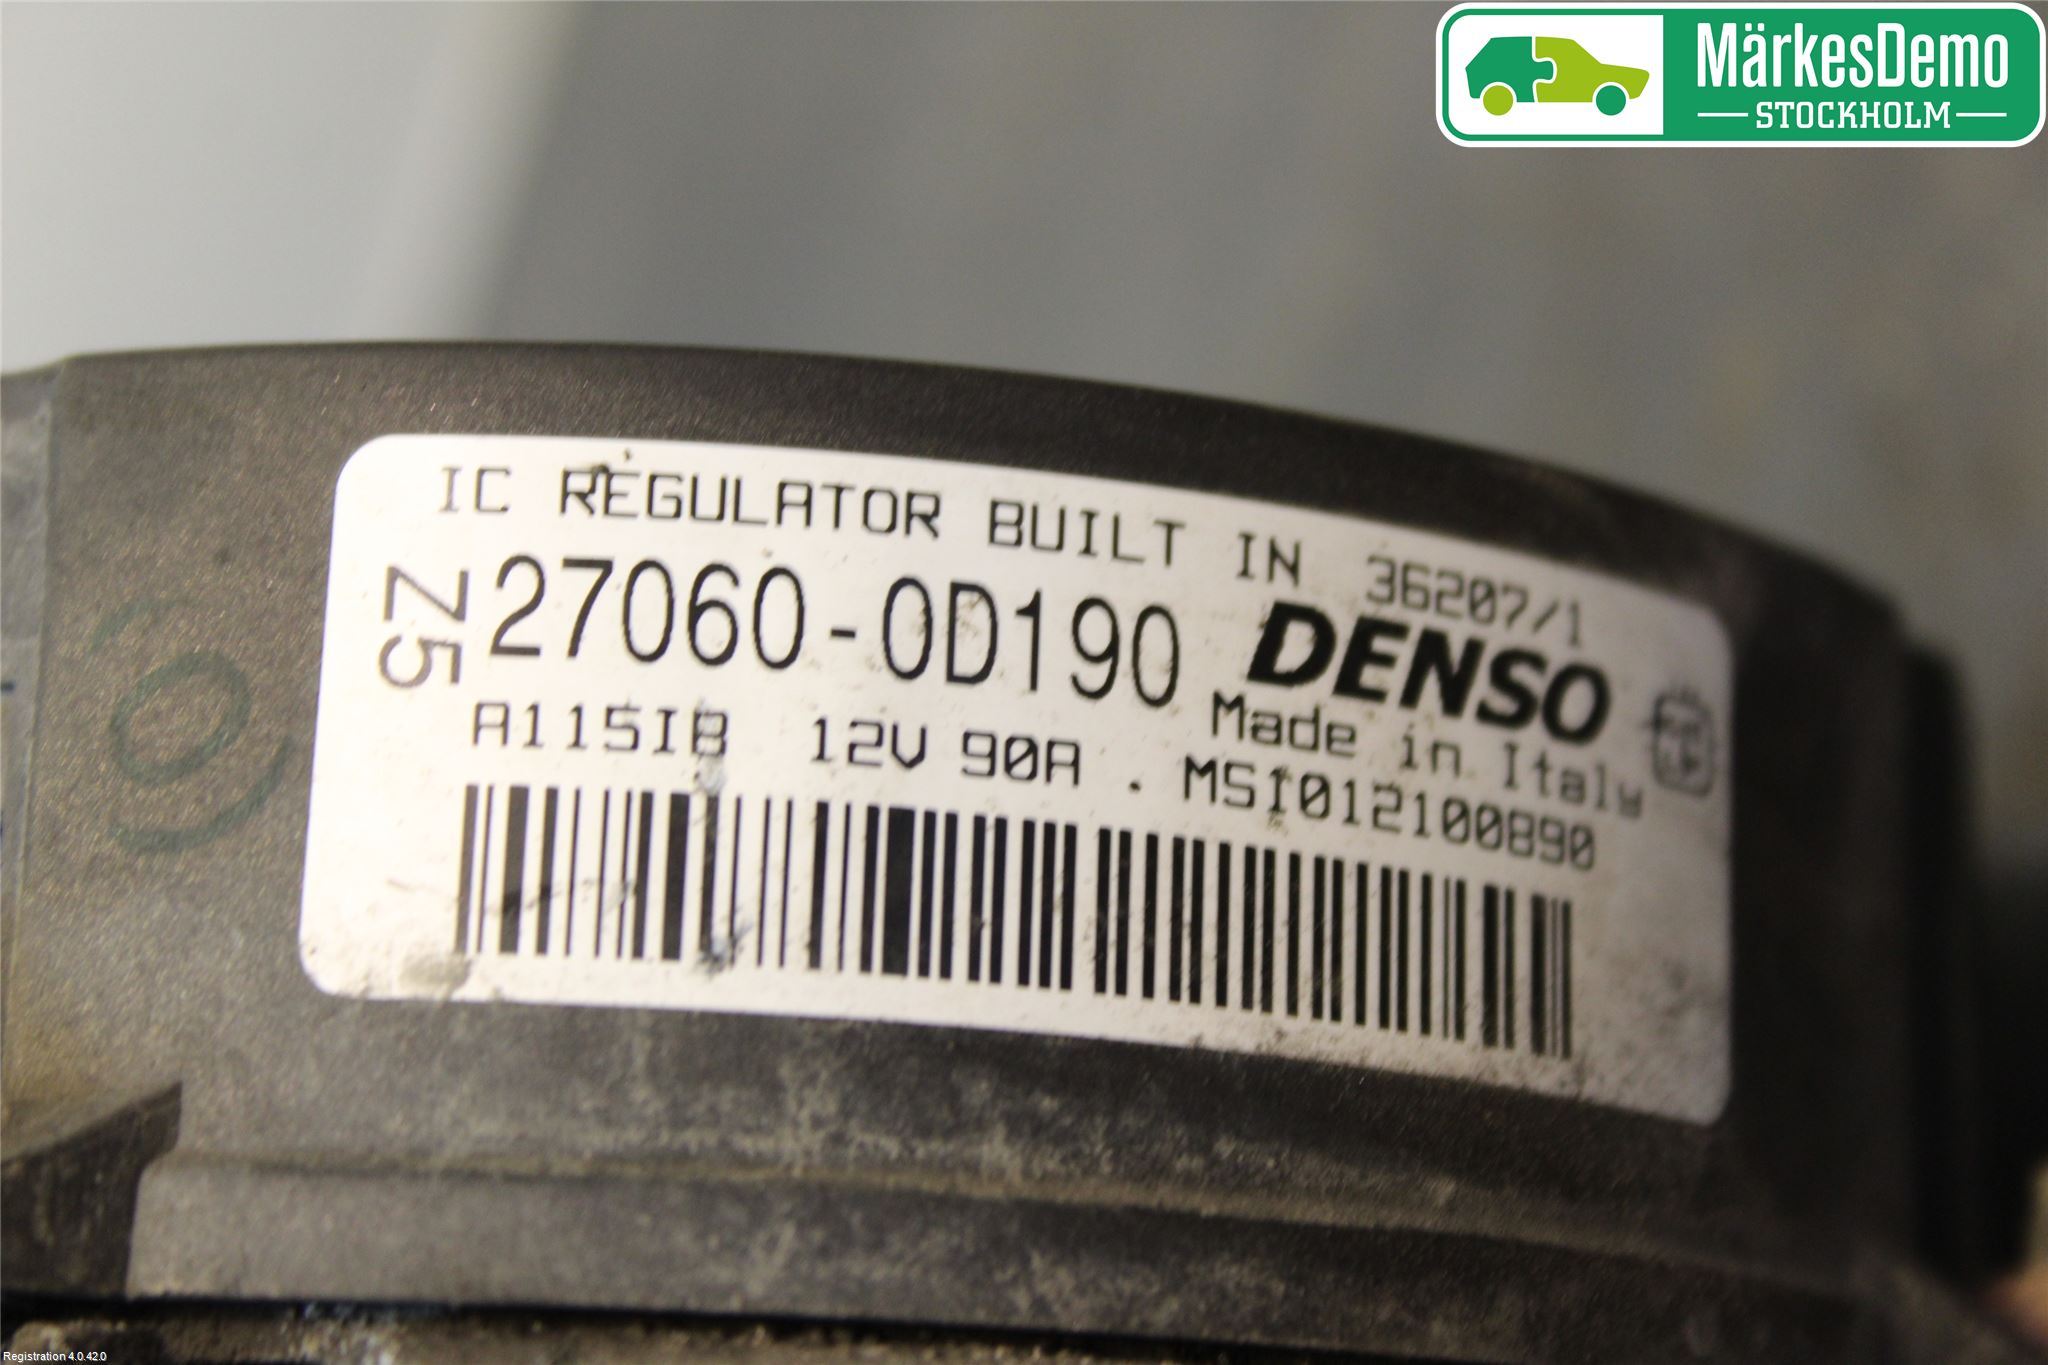 MärkesDemo
STOCKHOLM
IC REGULATOR BUILT IN 36207/1
Z5
27060-0D190 DENSO
Made in Italy
A115IB 12V 90A . MS1012100890
Registration 4.0.42.0